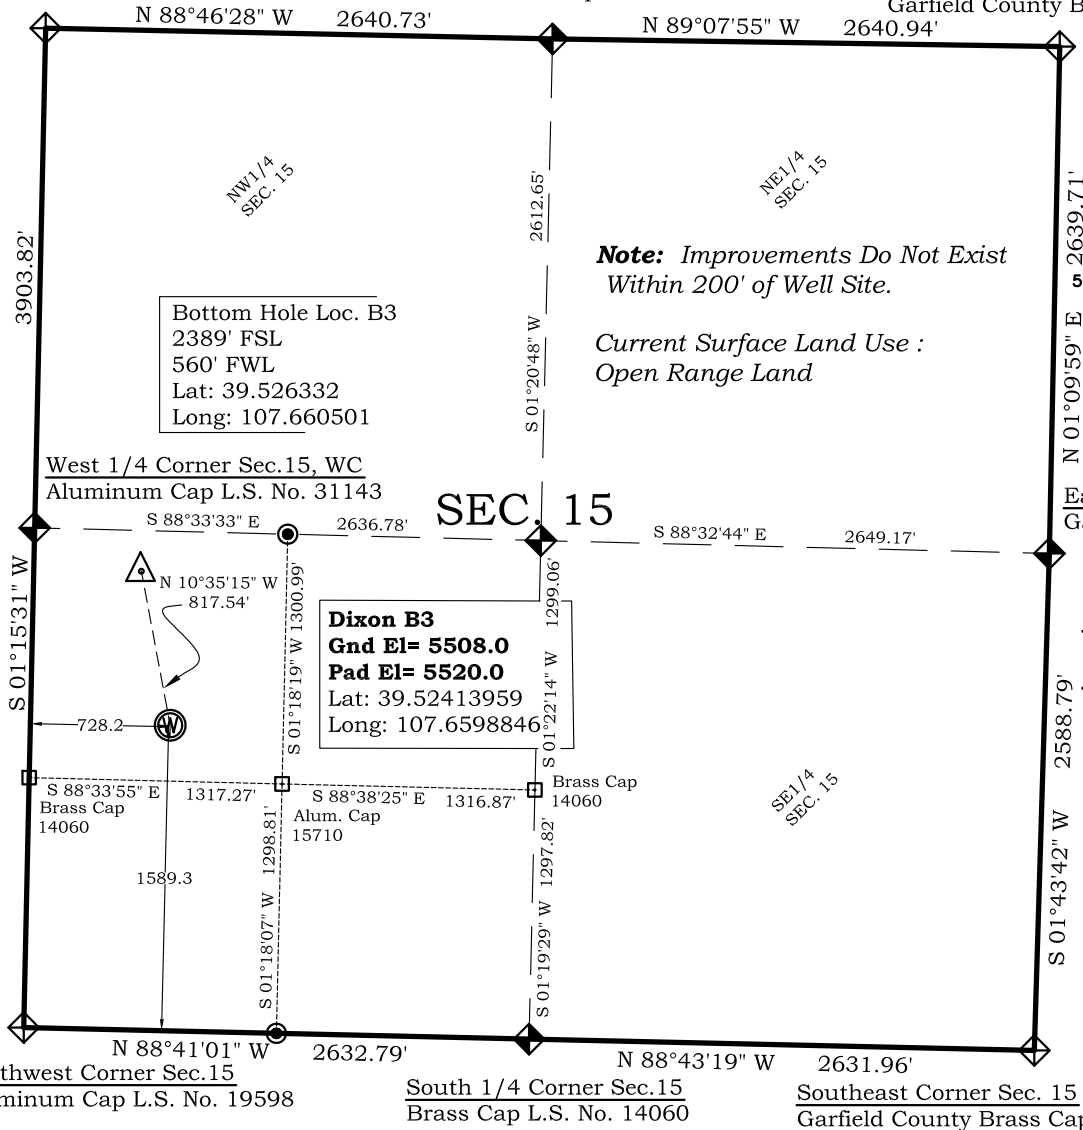 Garfield County B
N 88°46'28" W 2640.73'
N 89°07'55" W 2640.94'
NW1/4
SEC. 15
NE1/4
SEC. 15
2612.65'
S 01°20'48" W
3903.82'
S 01°15'31" W
N 01°09'59" E 2639.71'
5
Note: Improvements Do Not Exist
Within 200' of Well Site.
Current Surface Land Use :
Open Range Land
Bottom Hole Loc. B3
2389' FSL
560' FWL
Lat: 39.526332
Long: 107.660501
West 1/4 Corner Sec.15, WC
Aluminum Cap L.S. No. 31143
SEC. 15
Ea
S 88°33'33" E 2636.78'
S 88°32'44" E 2649.17'
N 10°35'15" W
817.54'
S 01°18'19" W 1300.99'
Dixon B3
Gnd El= 5508.0
Pad El= 5520.0
Lat: 39.52413959
Long: 107.6598846
S 01°22'14" W 1299.06'
W
728.2
S 88°33'55" E 1317.27'
S 88°38'25" E 1316.87'
Brass Cap
14060
Brass Cap
14060
Alum. Cap
15710
SE1/4
SEC. 15
S 01°43'42" W 2588.79'
1589.3
S 01°18'07" W 1298.81'
S 01°19'29" W 1297.82'
N 88°41'01" W 2632.79'
N 88°43'19" W 2631.96'
thwest Corner Sec.15
minum Cap L.S. No. 19598
South 1/4 Corner Sec.15
Brass Cap L.S. No. 14060
Southeast Corner Sec. 15
Garfield County Brass Cap